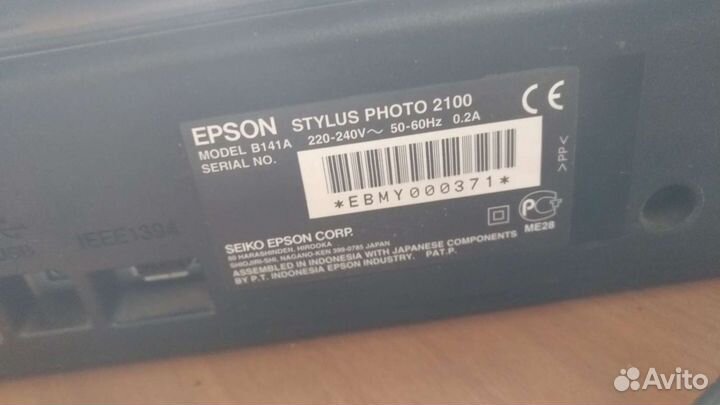 EPSON STYLUS PHOTO 2100
MODEL B141A 220-240V～ 50-60Hz 0.2A
SERIAL NO.
*EBMY000371*
CE
>PP<
ME28
SEIKO EPSON CORP.
80 HARASHINDEN, HIROOKA
SHIOJIRI-SHI, NAGANO-KEN 399-0785 JAPAN
ASSEMBLED IN INDONESIA WITH JAPANESE COMPONENTS
BY P.T. INDONESIA EPSON INDUSTRY. PAT.P.
IEEE1394
Avito